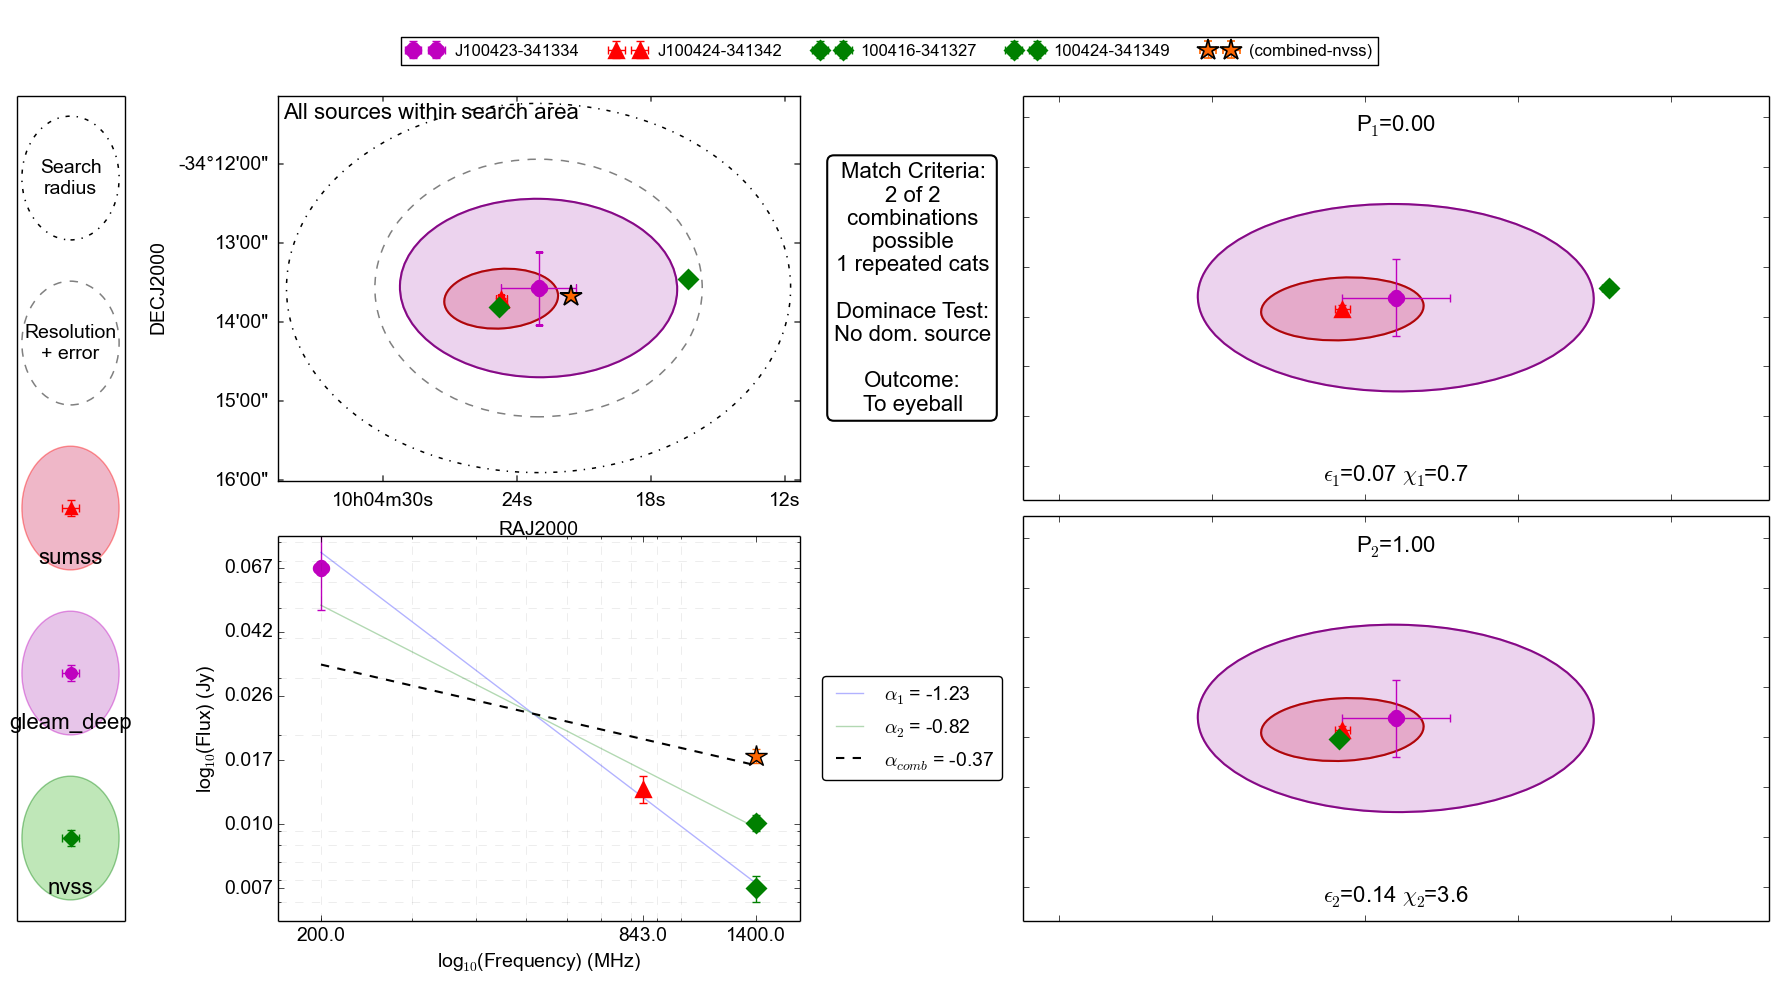 J100423-341334 J100424-341342 100416-341327 100424-341349 (combined-nvss)
Search
radius
Resolution
+ error
sumss
gleam_deep
nvss
All sources within search area
DECJ2000
-34°12'00"
13'00"
14'00"
15'00"
16'00"
10h04m30s 24s 18s 12s
RAJ2000
Match Criteria:
2 of 2
combinations
possible
1 repeated cats
Dominace Test:
No dom. source
Outcome:
To eyeball
P1=0.00
ϵ1=0.07 χ1=0.7
P2=1.00
ϵ2=0.14 χ2=3.6
log10(Flux) (Jy)
0.067
0.042
0.026
0.017
0.010
0.007
200.0 843.0 1400.0
log10(Frequency) (MHz)
α1 = -1.23
α2 = -0.82
αcomb = -0.37